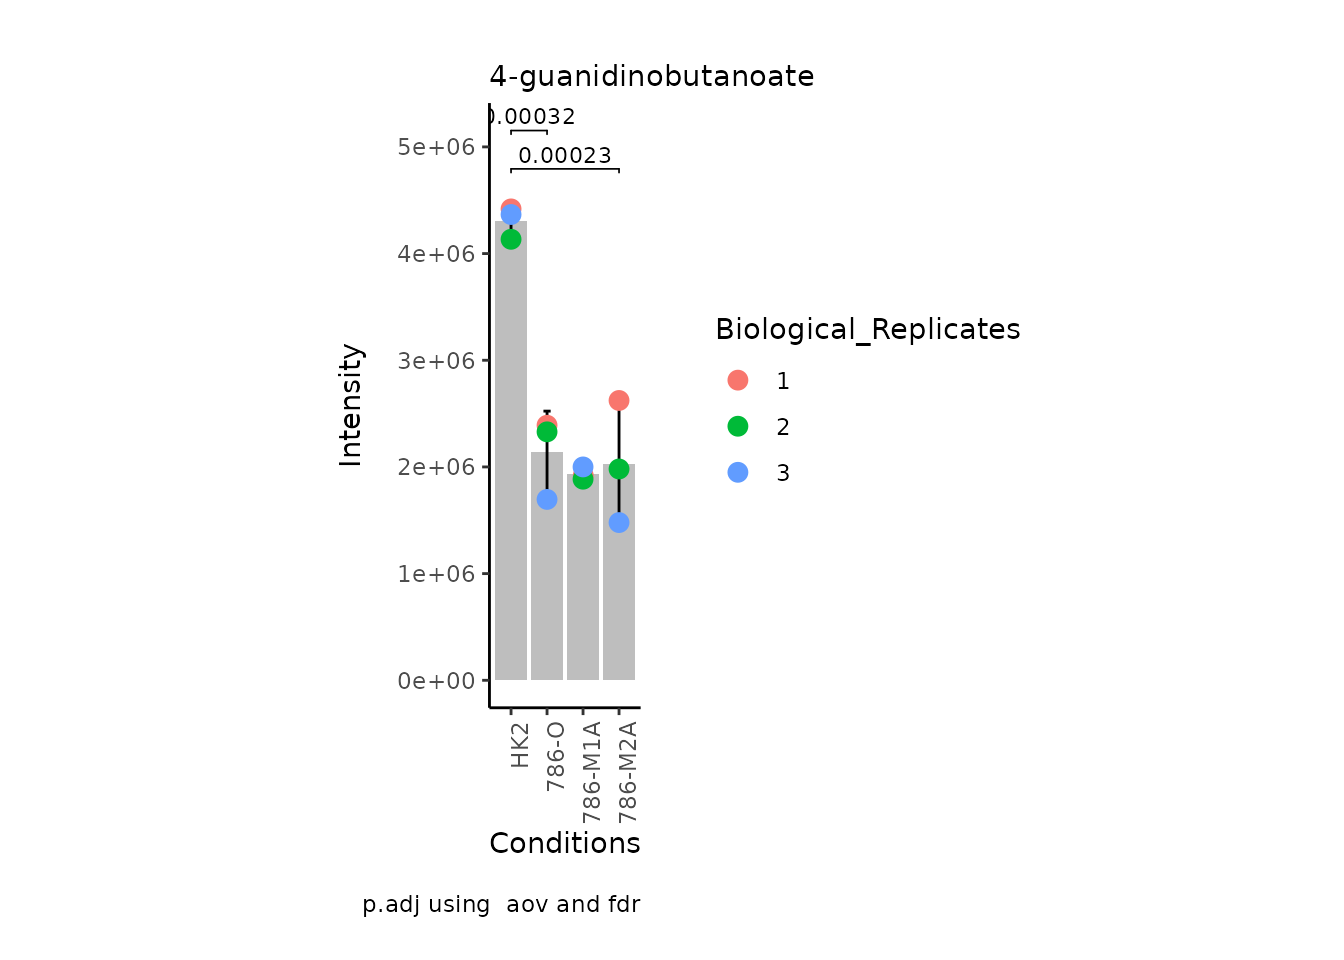 4-guanidinobutanoate
0.00032
0.00023
5e+06
4e+06
3e+06
2e+06
1e+06
0e+00
Intensity
HK2
786-O
786-M1A
786-M2A
Conditions
Biological_Replicates
1
2
3
p.adj using  aov and fdr